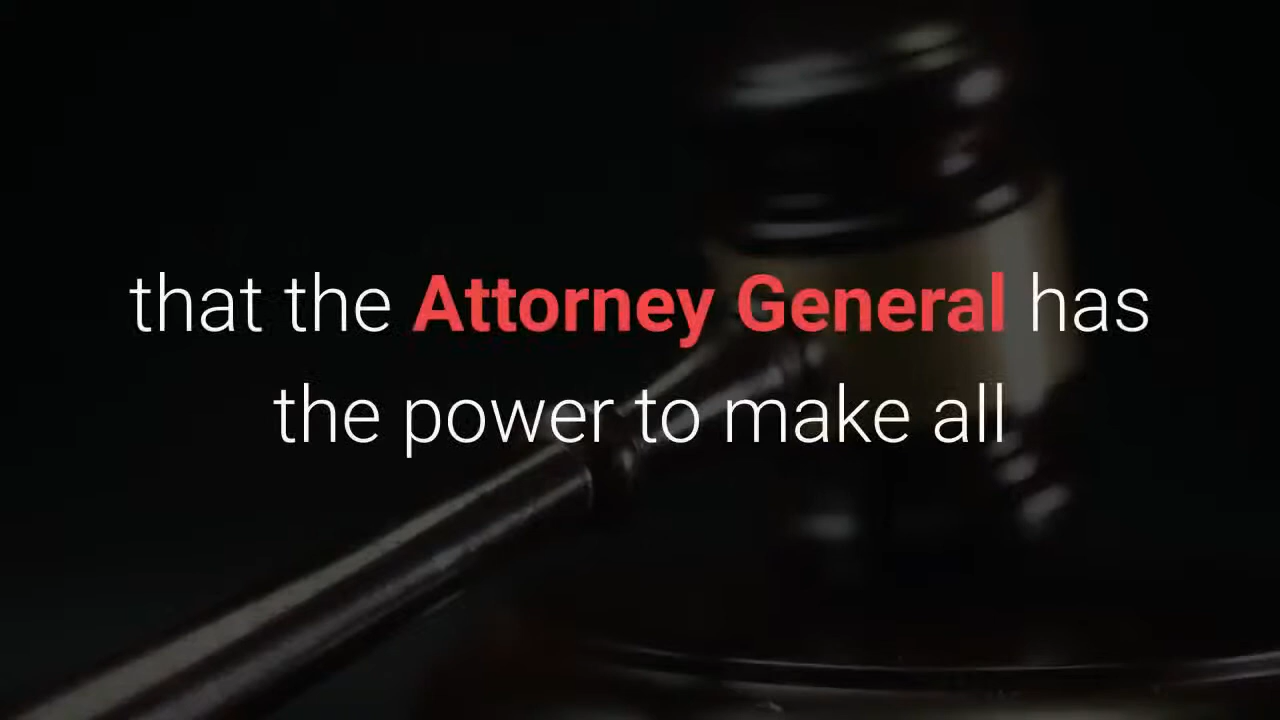 that the Attorney General has
the power to make all